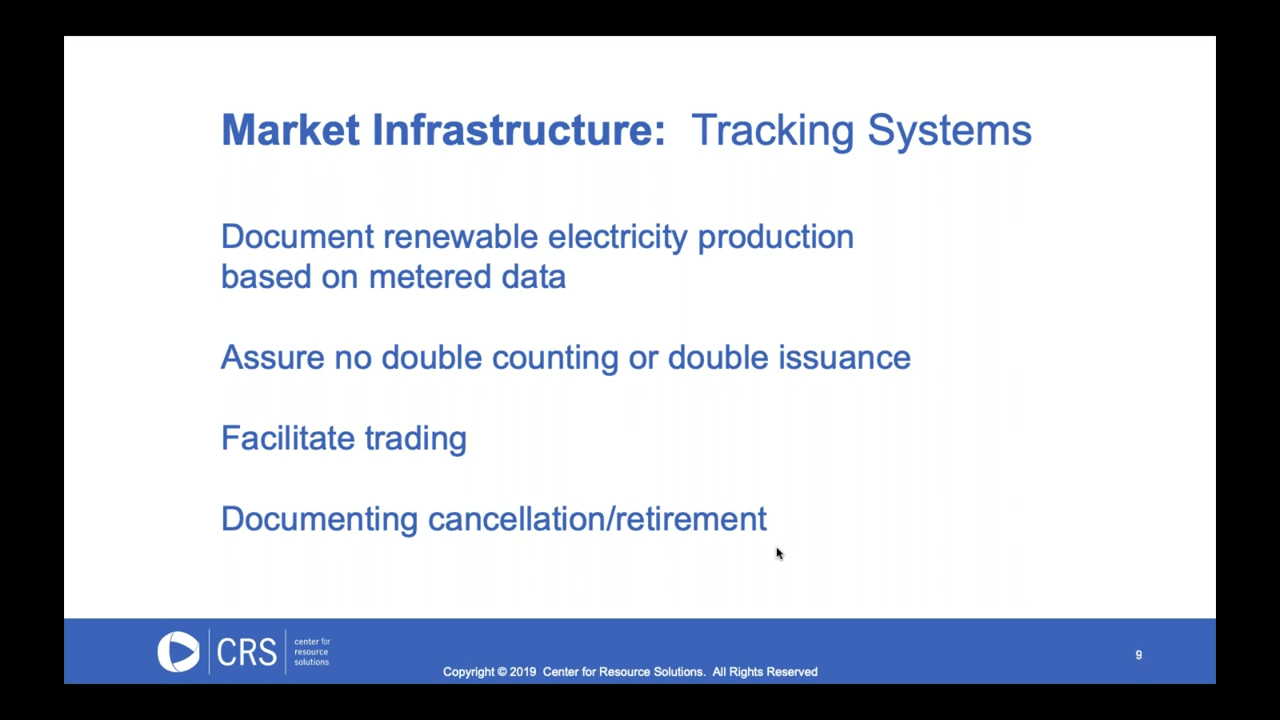 Market Infrastructure: Tracking Systems
Document renewable electricity production
based on metered data
Assure no double counting or double issuance
Facilitate trading
Documenting cancellation/retirement
CRS
center for
resource
solutions
Copyright © 2019 Center for Resource Solutions. All Rights Reserved
9